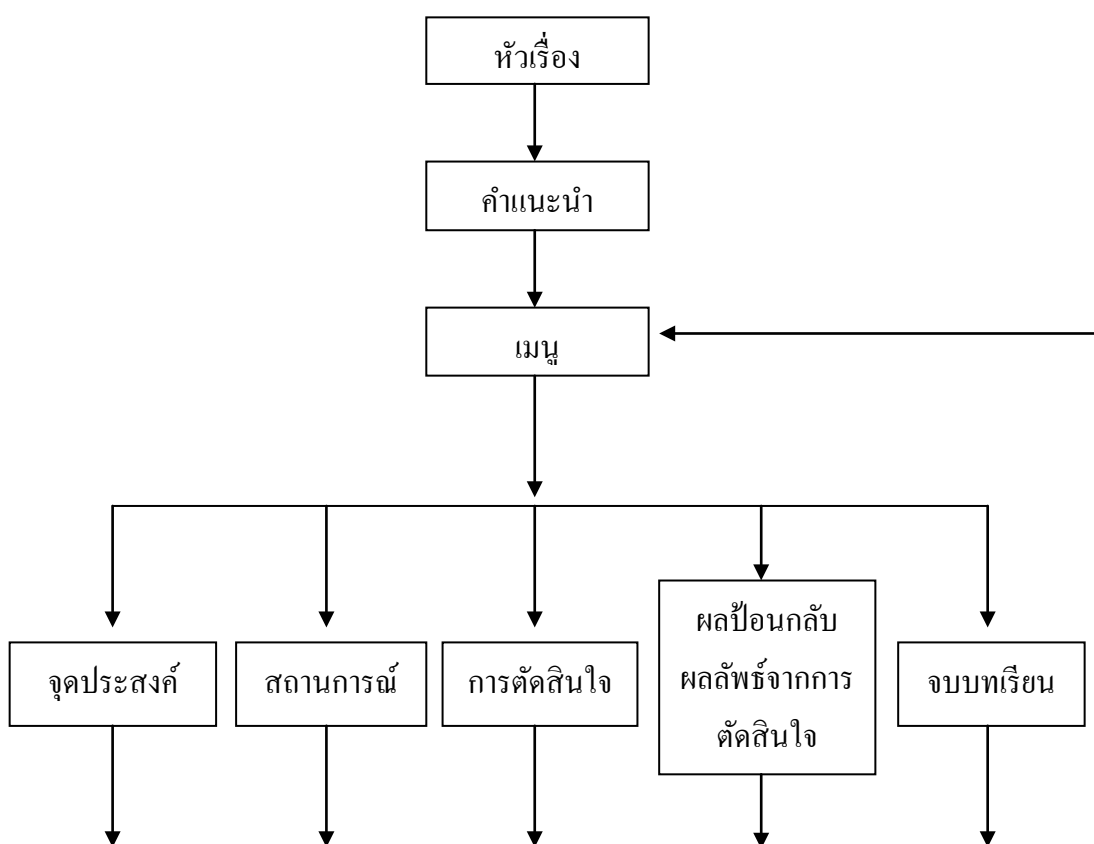 หัวเรื่อง
คำแนะนำ
เมนู
จุดประสงค์
สถานการณ์
การตัดสินใจ
ผลป้อนกลับ
ผลลัพธ์จากการ
ตัดสินใจ
จบบทเรียน